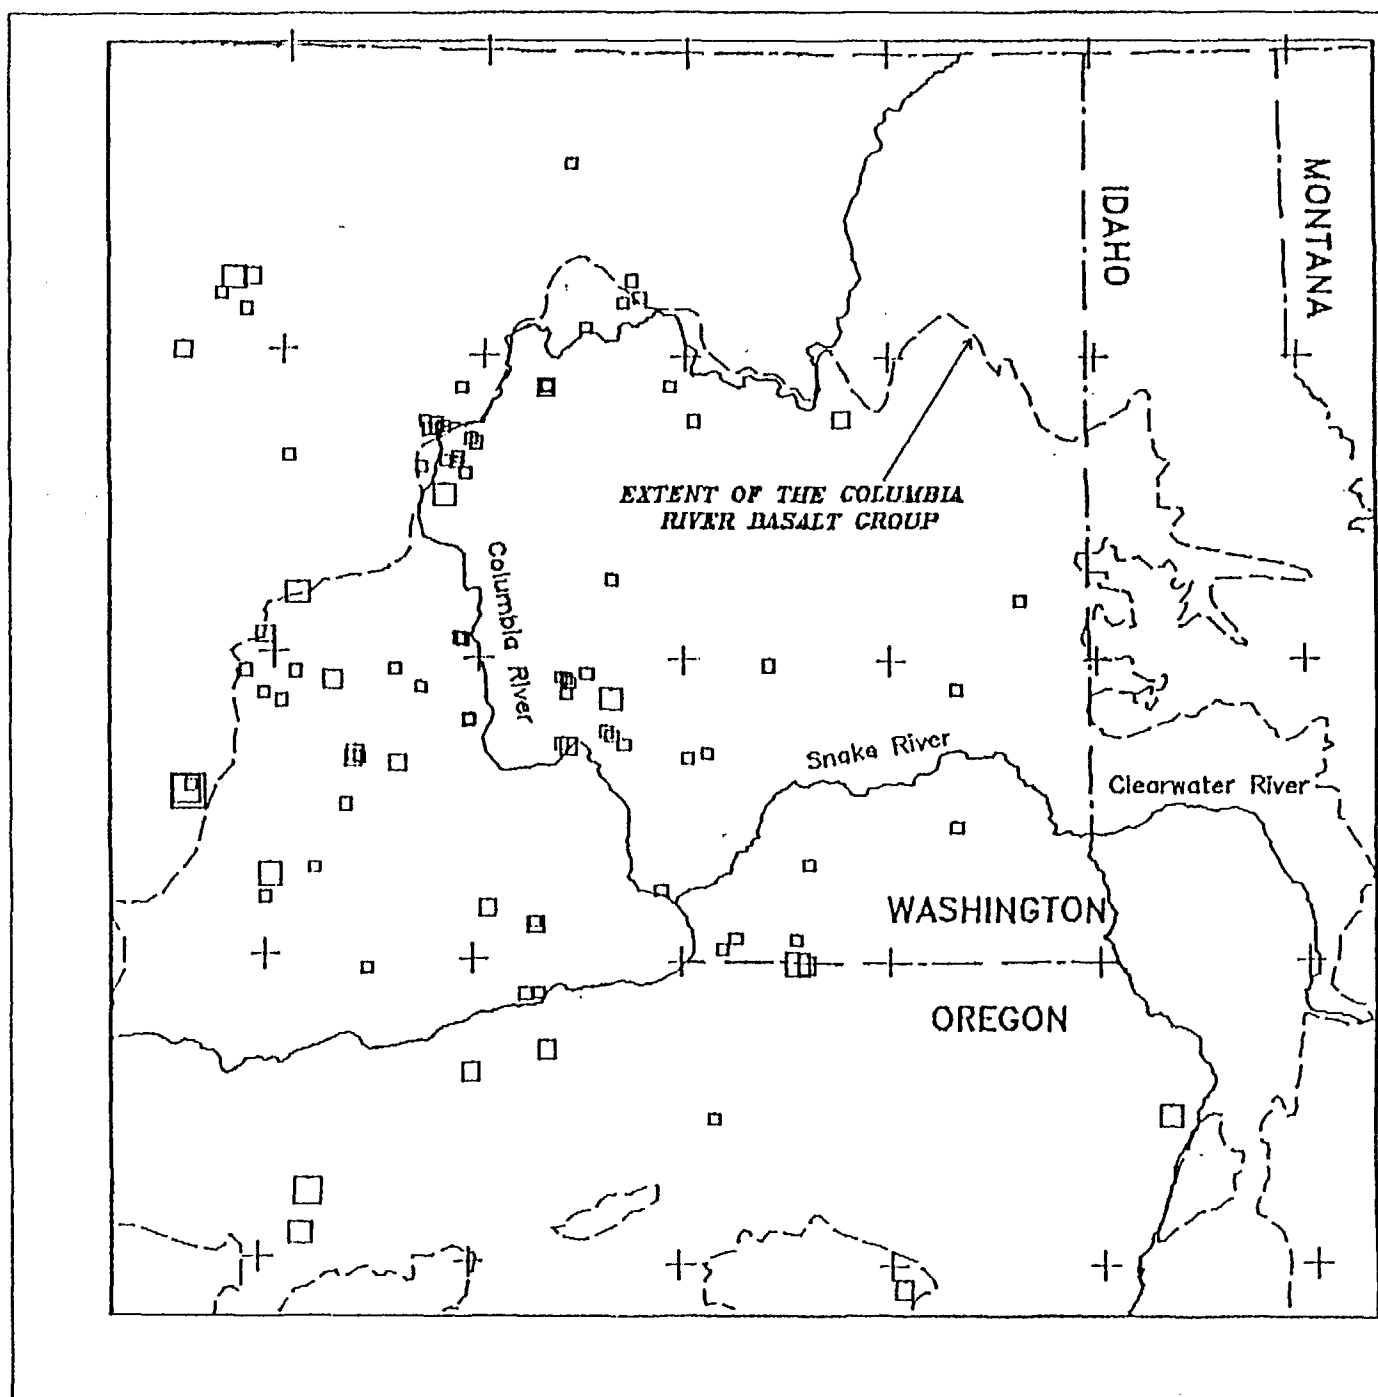 MONTANA
IDAHO
EXTENT OF THE COLUMBIA
RIVER BASALT GROUP
Columbia River
Snake River
Clearwater River
WASHINGTON
OREGON